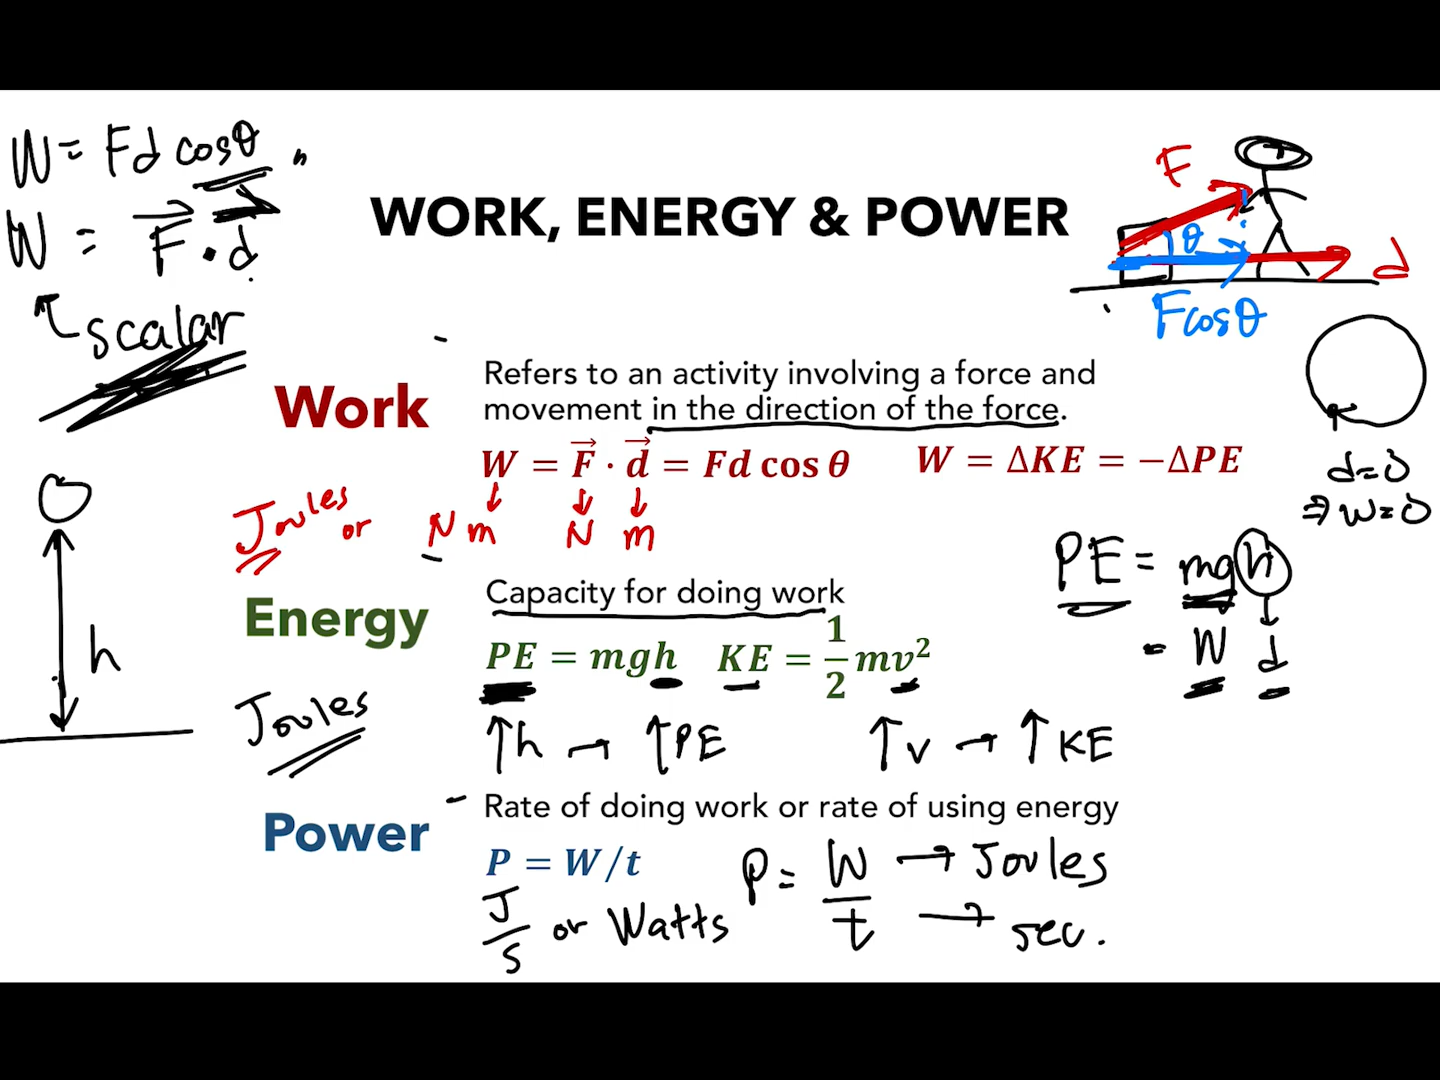 W = Fd cosθ
W = F⃗ · d⃗
scalar
WORK, ENERGY & POWER
F
θ
d
Fcosθ
Work
Refers to an activity involving a force and
movement in the direction of the force.
W = F⃗ · d⃗ = Fd cos θ
W = ΔKE = −ΔPE
d=0
⇒ W=0
Joules or Nm
N m
h
Energy
Capacity for doing work
PE = mgh
KE = 1/2 mv²
PE = mgh
= W d
Joules
↑h → ↑PE
↑v → ↑KE
Power
Rate of doing work or rate of using energy
P = W/t
J/s or Watts
P = W/t
→ Joules
→ sec.